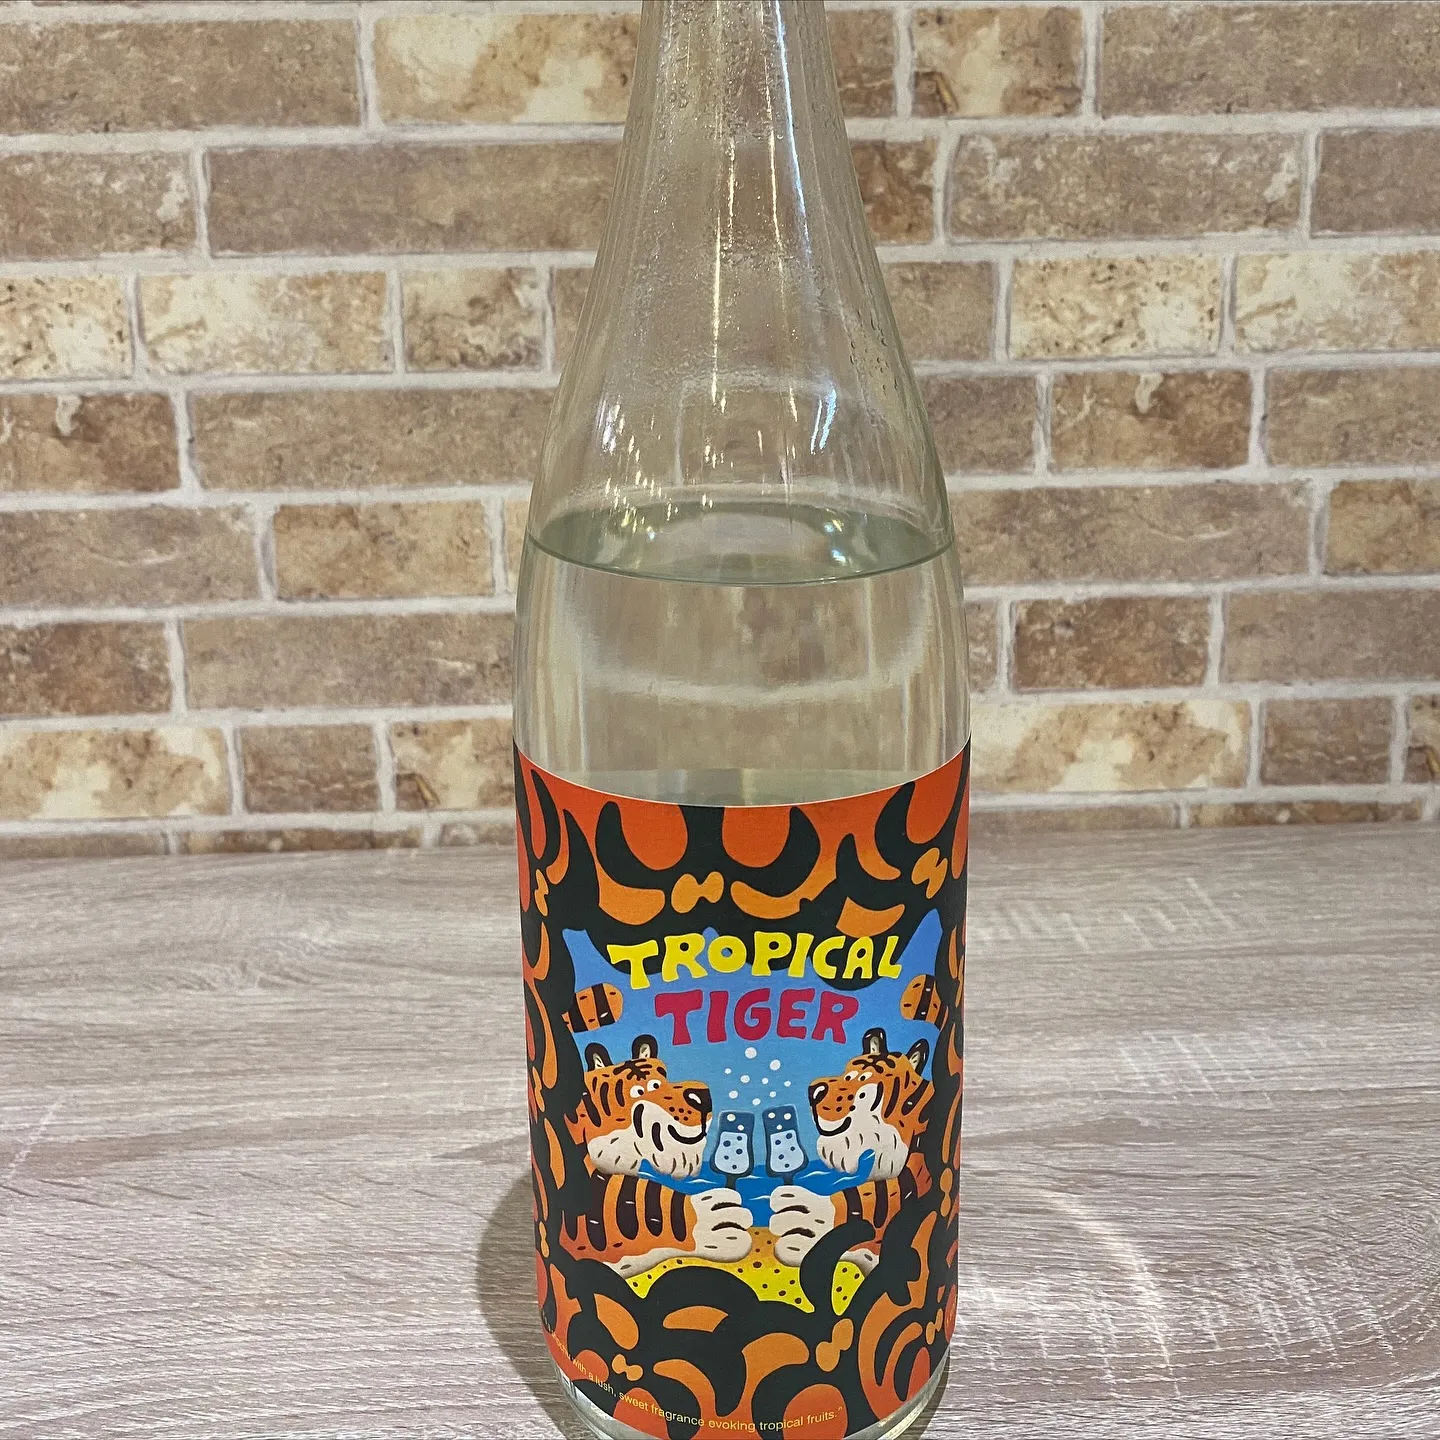 TROPICAL
TIGER
with a lush, sweet fragrance evoking tropical fruits."